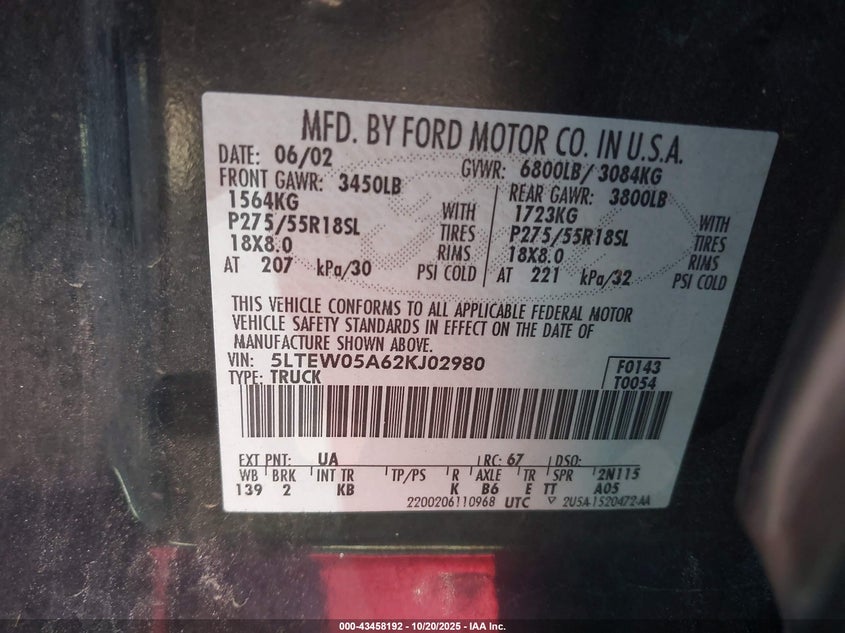 MFD. BY FORD MOTOR CO. IN U.S.A.
DATE: 06/02 GVWR: 6800LB/ 3084KG
FRONT GAWR: 3450LB REAR GAWR: 3800LB
1564KG WITH 1723KG WITH
P275/55R18SL TIRES P275/55R18SL TIRES
18X8.0 RIMS 18X8.0 RIMS
AT 207 kPa/30 PSI COLD AT 221 kPa/32 PSI COLD
THIS VEHICLE CONFORMS TO ALL APPLICABLE FEDERAL MOTOR
VEHICLE SAFETY STANDARDS IN EFFECT ON THE DATE OF
MANUFACTURE SHOWN ABOVE.
VIN: 5LTEW05A62KJ02980 F0143
TYPE: TRUCK T0054
EXT PNT: UA RC: 67 DSO:
WB BRK INT TR TP/PS R AXLE TR SPR 2N115
139 2 KB K B6 E TT A05
2200206110968 UTC ▽ 2U5A-1520472-AA
000-43458192 - 10/20/2025 - IAA Inc.